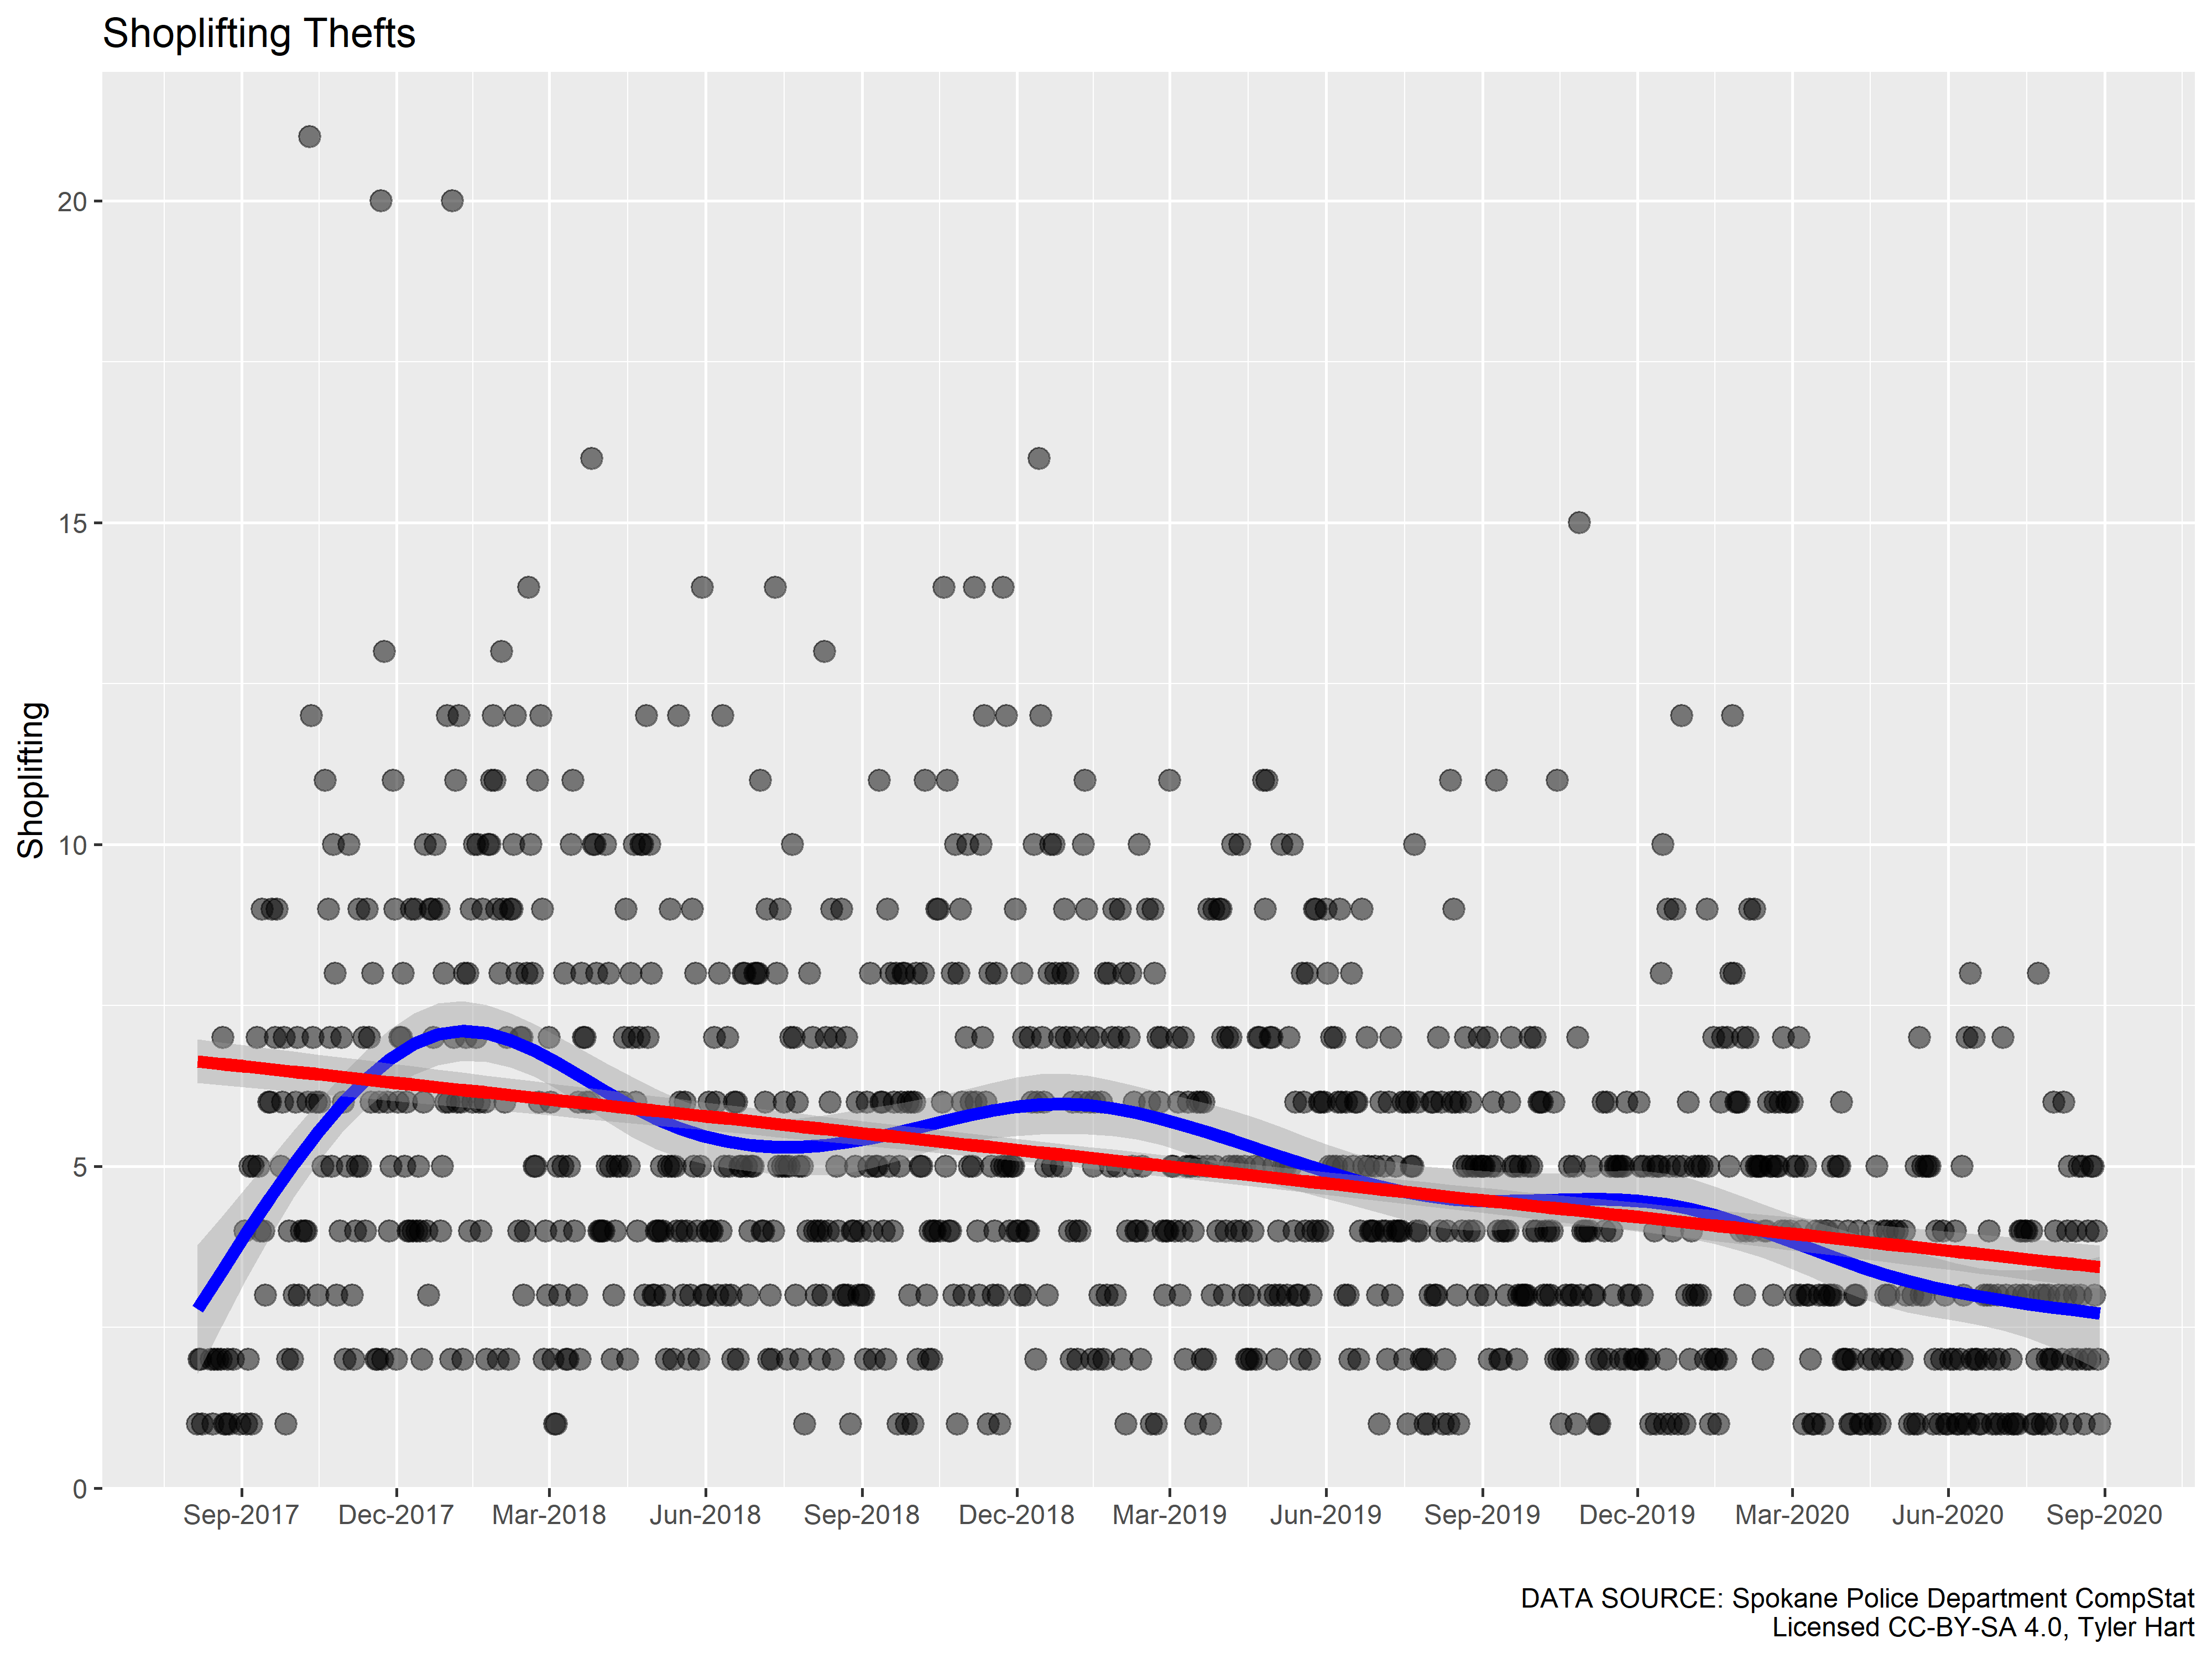 Shoplifting Thefts
Shoplifting
20
15
10
5
0
Sep-2017 Dec-2017 Mar-2018 Jun-2018 Sep-2018 Dec-2018 Mar-2019 Jun-2019 Sep-2019 Dec-2019 Mar-2020 Jun-2020 Sep-2020
DATA SOURCE: Spokane Police Department CompStat
Licensed CC-BY-SA 4.0, Tyler Hart